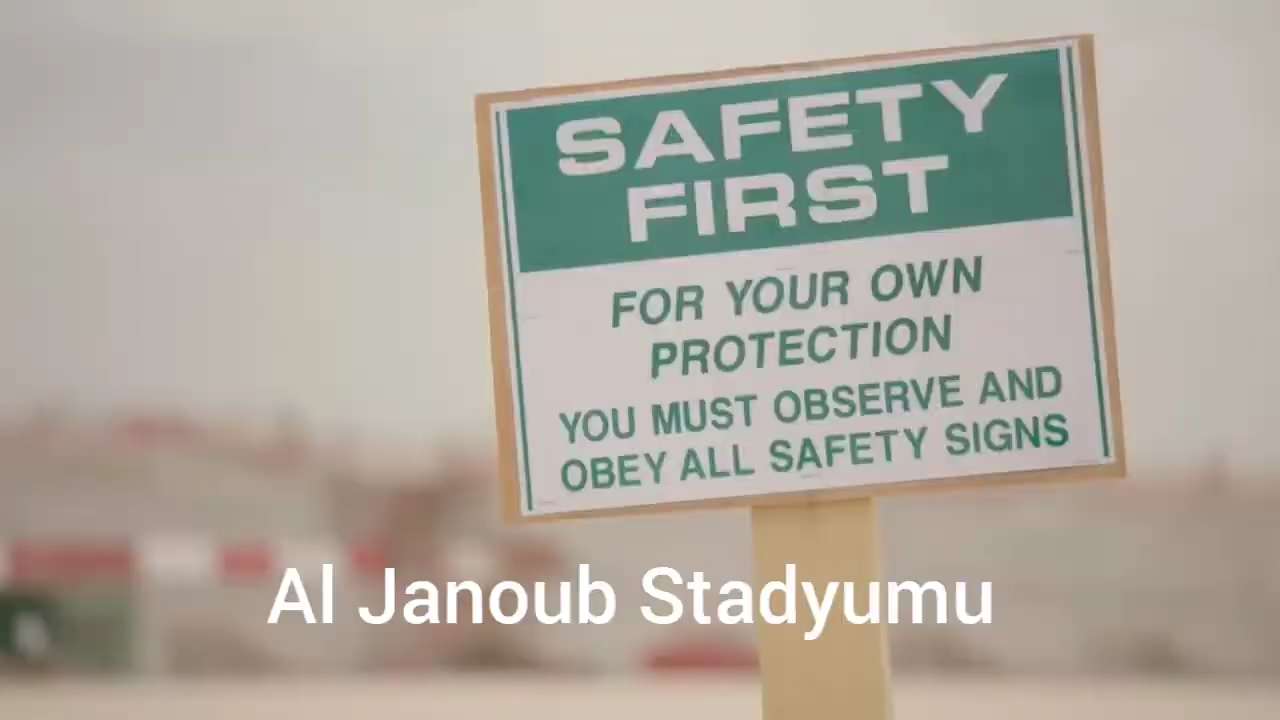 SAFETY
FIRST
FOR YOUR OWN
PROTECTION
YOU MUST OBSERVE AND
OBEY ALL SAFETY SIGNS
Al Janoub Stadyumu